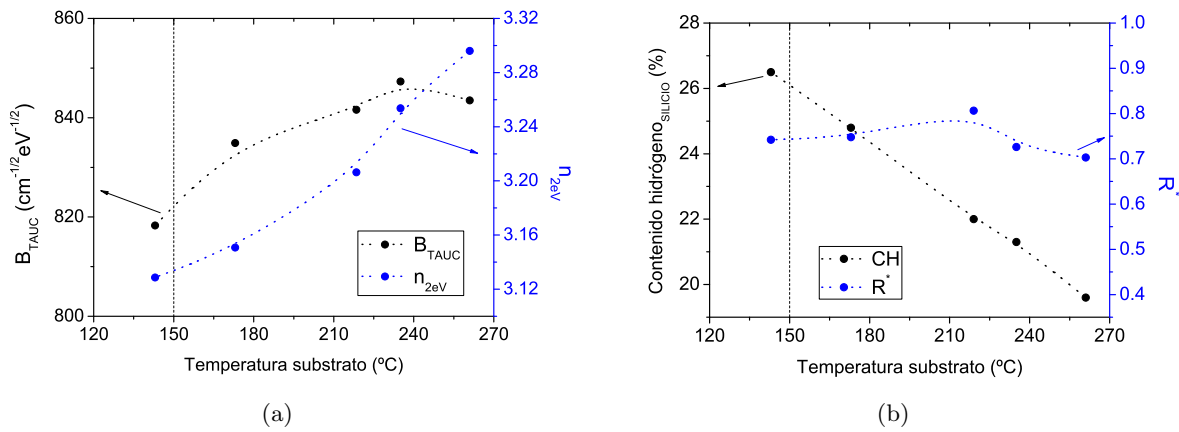 860
840
820
800
B_TAUC (cm^-1/2 eV^-1/2)
3.32
3.28
3.24
3.20
3.16
3.12
n_2eV
B_TAUC
n_2eV
120 150 180 210 240 270
Temperatura substrato (ºC)
(a)
28
26
24
22
20
Contenido hidrógeno_SILICIO (%)
1.0
0.9
0.8
0.7
0.6
0.5
0.4
R*
CH
R*
120 150 180 210 240 270
Temperatura substrato (ºC)
(b)